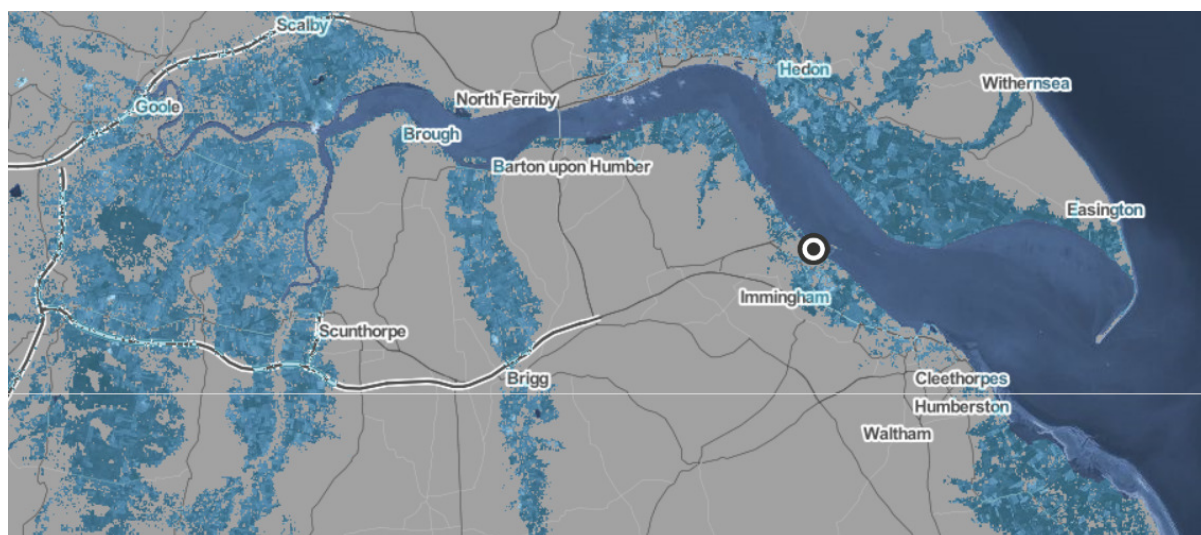 Scalby
Hedon
Withernsea
Goole
North Ferriby
Brough
Barton upon Humber
Easington
Immingham
Scunthorpe
Brigg
Cleethorpes
Humberston
Waltham